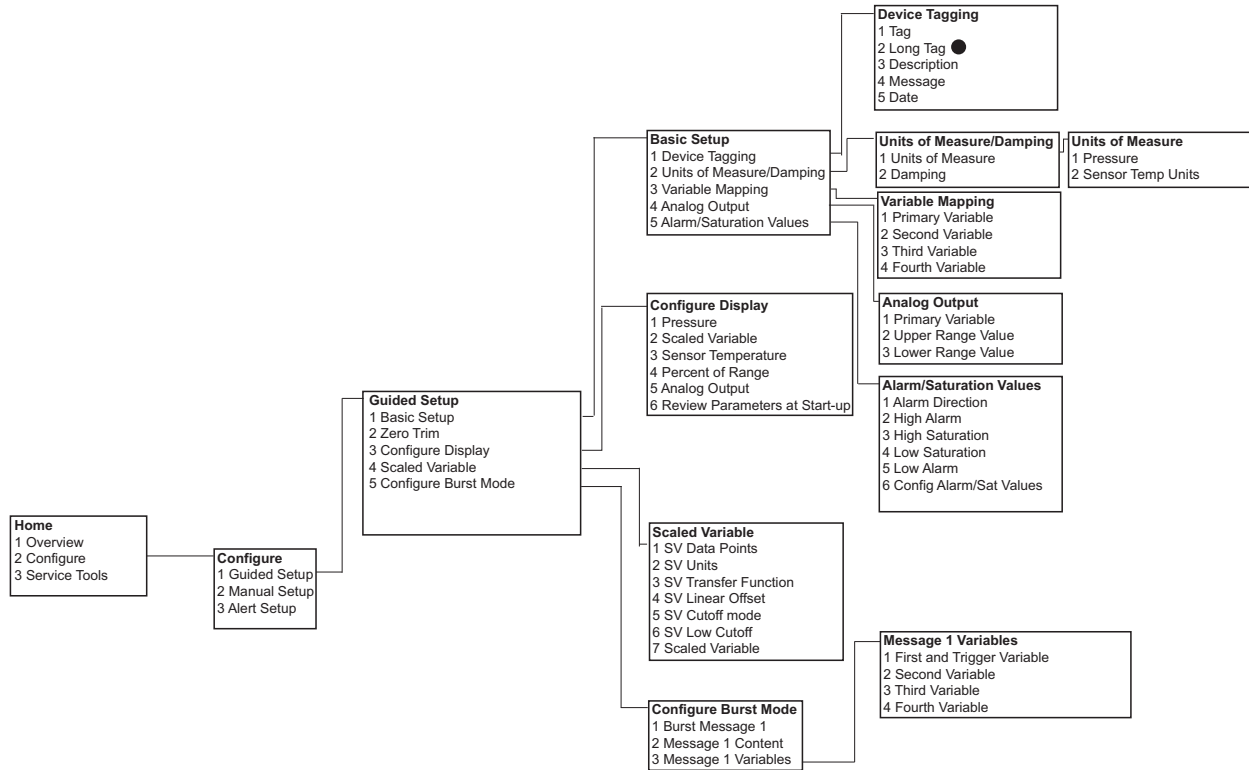 Device Tagging
1 Tag
2 Long Tag
3 Description
4 Message
5 Date
Basic Setup
1 Device Tagging
2 Units of Measure/Damping
3 Variable Mapping
4 Analog Output
5 Alarm/Saturation Values
Units of Measure/Damping
1 Units of Measure
2 Damping
Units of Measure
1 Pressure
2 Sensor Temp Units
Variable Mapping
1 Primary Variable
2 Second Variable
3 Third Variable
4 Fourth Variable
Configure Display
1 Pressure
2 Scaled Variable
3 Sensor Temperature
4 Percent of Range
5 Analog Output
6 Review Parameters at Start-up
Analog Output
1 Primary Variable
2 Upper Range Value
3 Lower Range Value
Alarm/Saturation Values
1 Alarm Direction
2 High Alarm
3 High Saturation
4 Low Saturation
5 Low Alarm
6 Config Alarm/Sat Values
Guided Setup
1 Basic Setup
2 Zero Trim
3 Configure Display
4 Scaled Variable
5 Configure Burst Mode
Home
1 Overview
2 Configure
3 Service Tools
Configure
1 Guided Setup
2 Manual Setup
3 Alert Setup
Scaled Variable
1 SV Data Points
2 SV Units
3 SV Transfer Function
4 SV Linear Offset
5 SV Cutoff mode
6 SV Low Cutoff
7 Scaled Variable
Message 1 Variables
1 First and Trigger Variable
2 Second Variable
3 Third Variable
4 Fourth Variable
Configure Burst Mode
1 Burst Message 1
2 Message 1 Content
3 Message 1 Variables